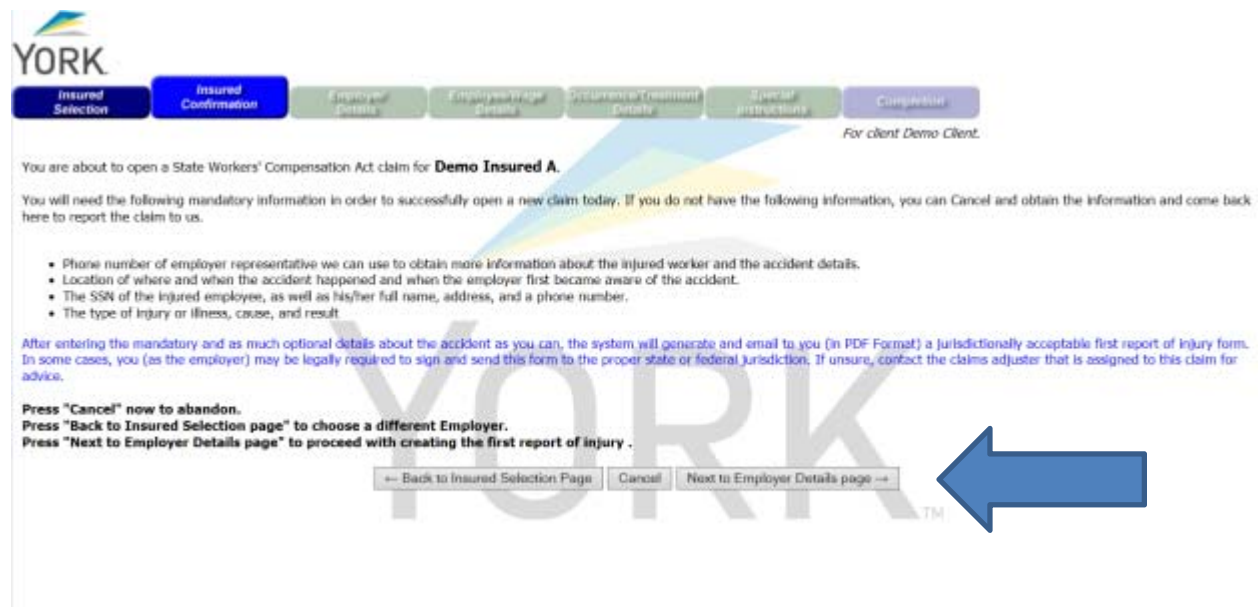 YORK
Insured
Selection
Insured
Confirmation
Employer
Details
Employee/Wage
Details
Occurrence/Treatment
Details
Special
Instructions
Completion
For client Demo Client.
You are about to open a State Workers' Compensation Act claim for Demo Insured A.
You will need the following mandatory information in order to successfully open a new claim today. If you do not have the following information, you can Cancel and obtain the information and come back
here to report the claim to us.
• Phone number of employer representative we can use to obtain more information about the injured worker and the accident details.
• Location of where and when the accident happened and when the employer first became aware of the accident.
• The SSN of the injured employee, as well as his/her full name, address, and a phone number.
• The type of injury or illness, cause, and result
After entering the mandatory and as much optional details about the accident as you can, the system will generate and email to you (in PDF Format) a jurisdictionally acceptable first report of injury form.
In some cases, you (as the employer) may be legally required to sign and send this form to the proper state or federal jurisdiction. If unsure, contact the claims adjuster that is assigned to this claim for
advice.
Press "Cancel" now to abandon.
Press "Back to Insured Selection page" to choose a different Employer.
Press "Next to Employer Details page" to proceed with creating the first report of injury .
← Back to Insured Selection Page Cancel Next to Employer Details page →
YORK TM